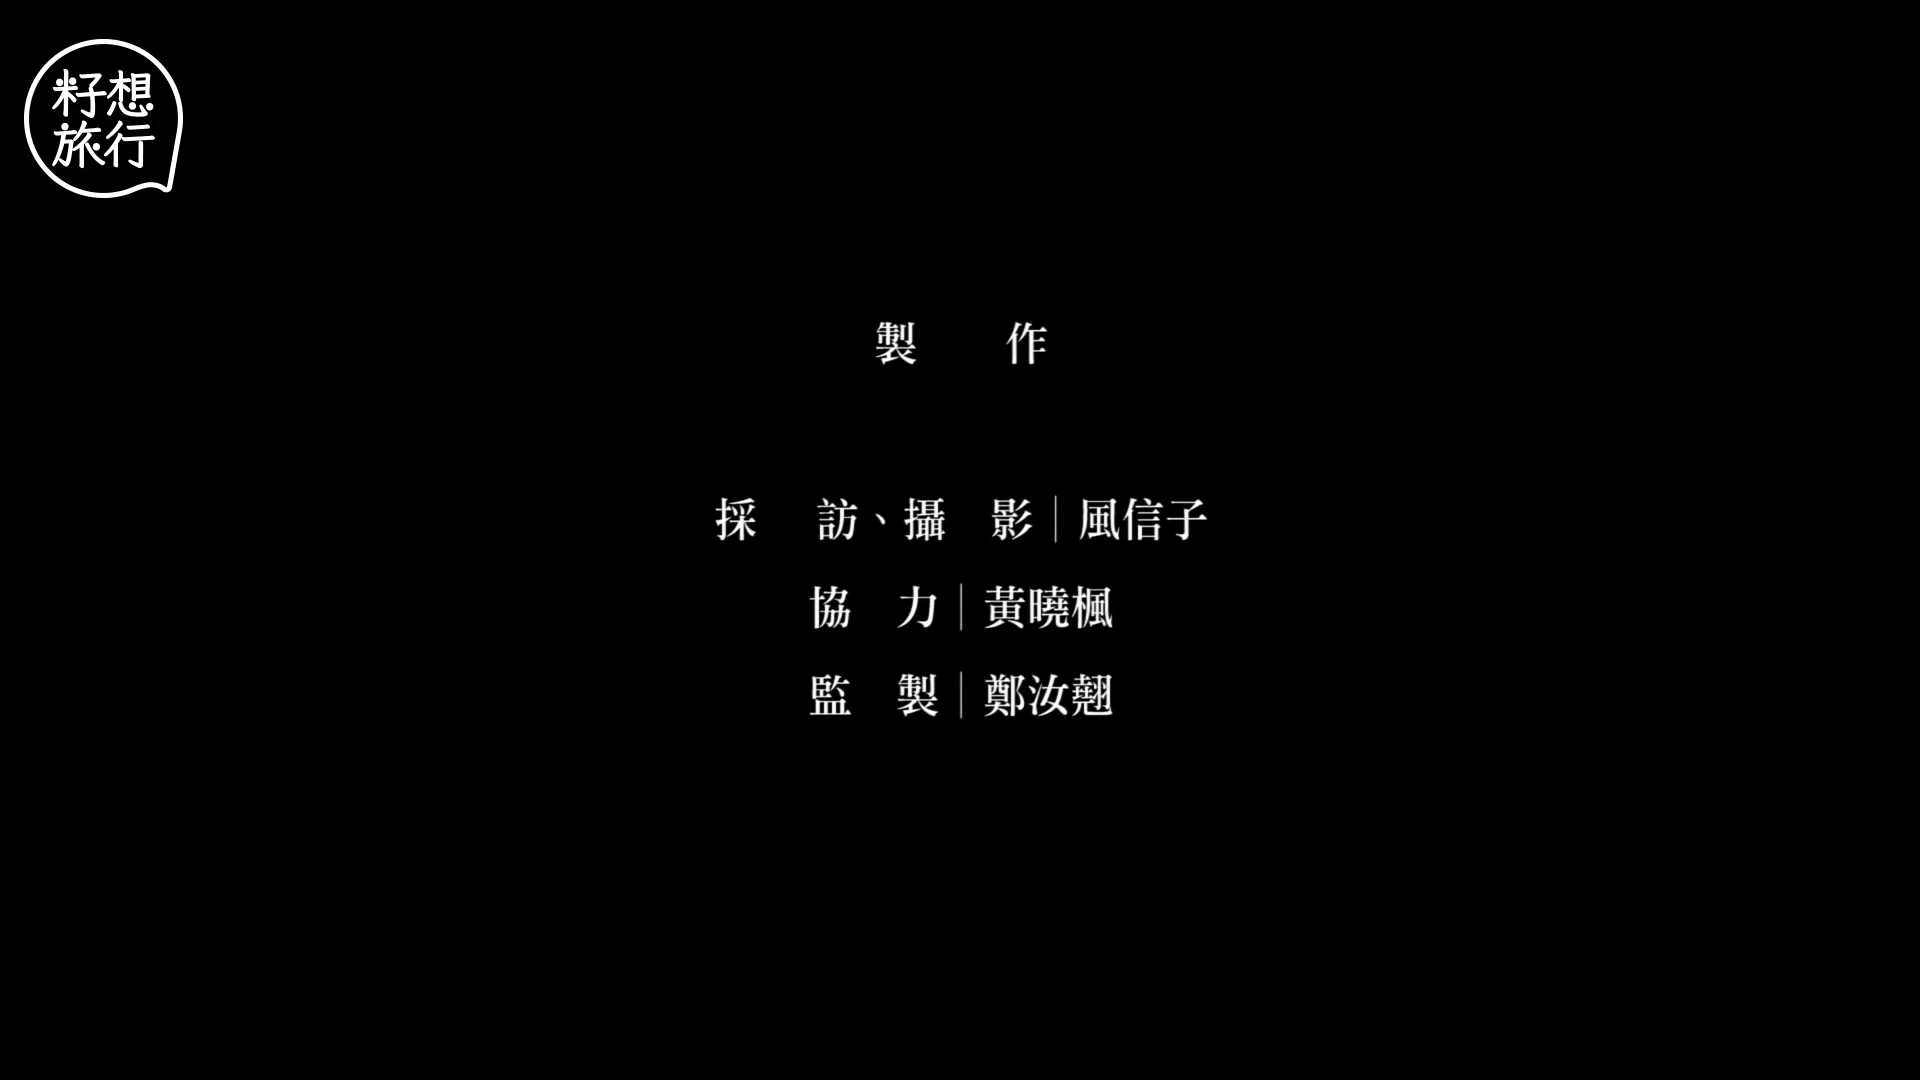 籽想
旅行
製　　作
採　訪、攝　影｜風信子
協　力｜黃曉楓
監　製｜鄭汝翹